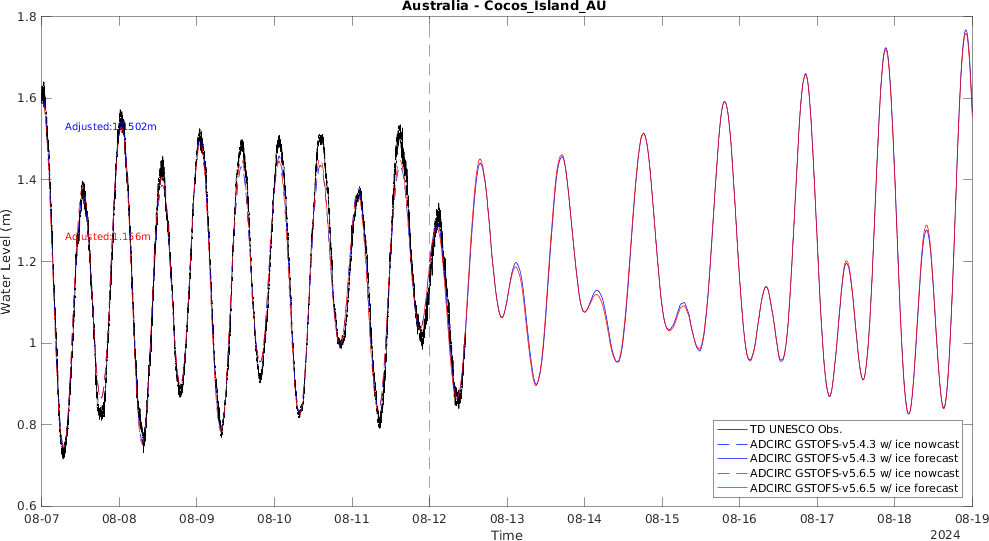 Australia - Cocos_Island_AU
1.8
1.6
1.4
1.2
1
0.8
0.6
Water Level (m)
Adjusted:1.1502m
Adjusted:1.156m
TD UNESCO Obs.
ADCIRC GSTOFS-v5.4.3 w/ ice nowcast
ADCIRC GSTOFS-v5.4.3 w/ ice forecast
ADCIRC GSTOFS-v5.6.5 w/ ice nowcast
ADCIRC GSTOFS-v5.6.5 w/ ice forecast
08-07 08-08 08-09 08-10 08-11 08-12 08-13 08-14 08-15 08-16 08-17 08-18 08-19
Time
2024